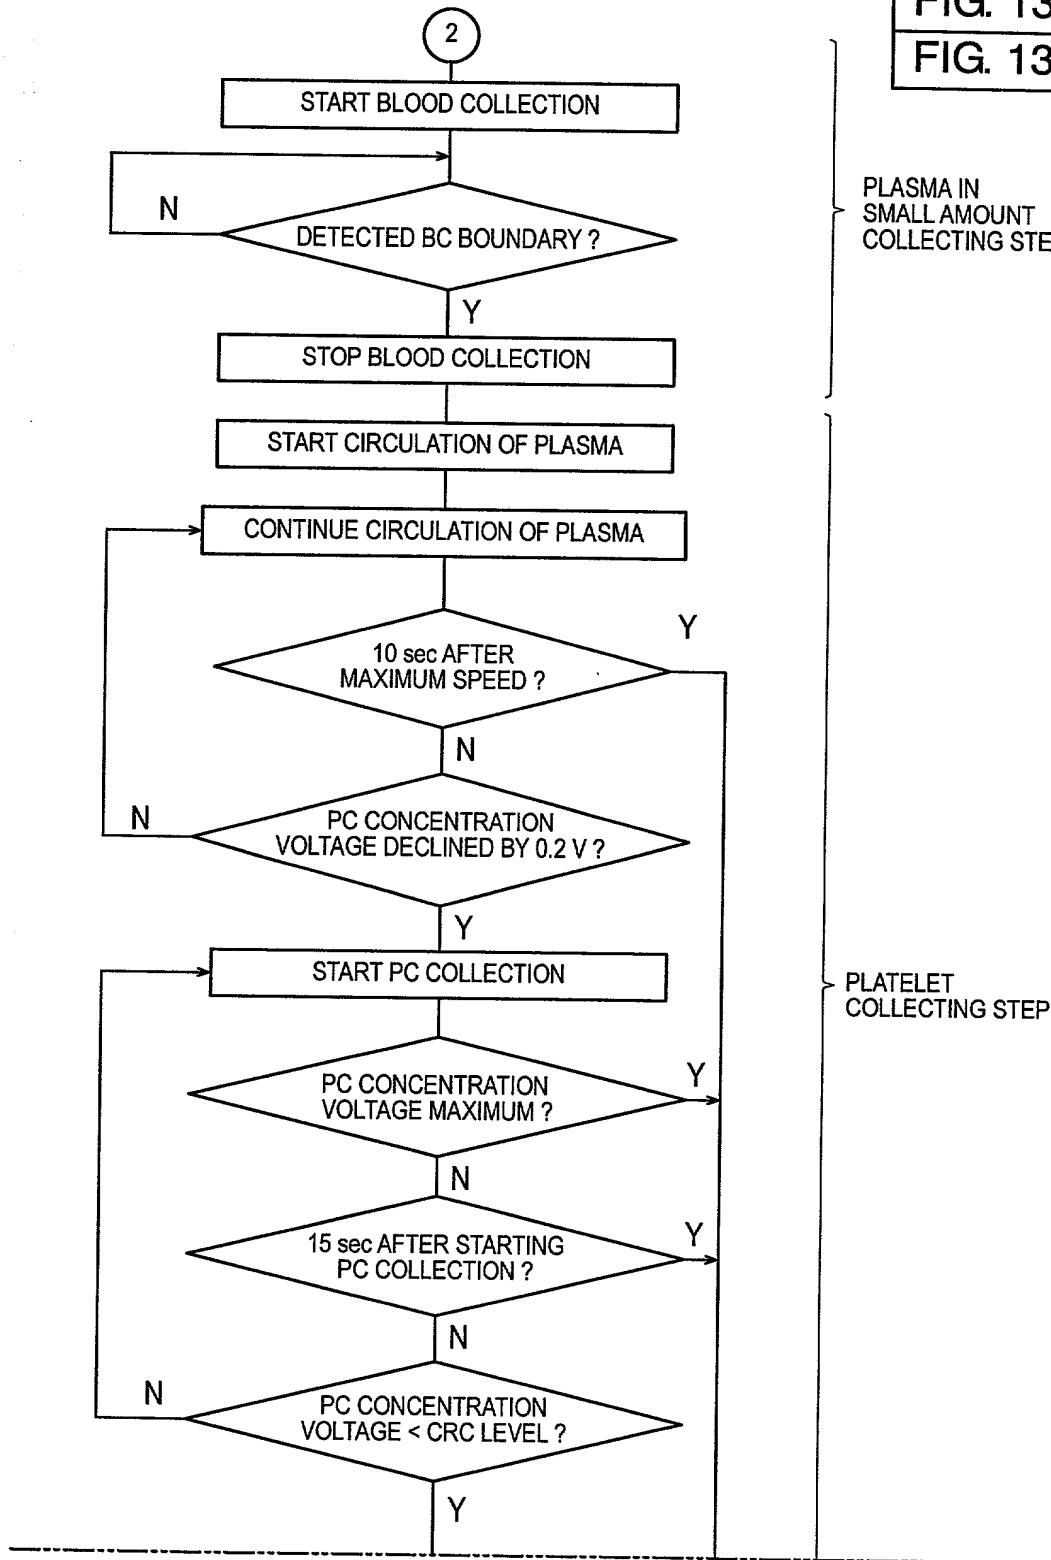 FIG. 13
FIG. 13
2
START BLOOD COLLECTION
N
DETECTED BC BOUNDARY ?
Y
STOP BLOOD COLLECTION
PLASMA IN
SMALL AMOUNT
COLLECTING STE
START CIRCULATION OF PLASMA
CONTINUE CIRCULATION OF PLASMA
10 sec AFTER
MAXIMUM SPEED ?
Y
N
PC CONCENTRATION
VOLTAGE DECLINED BY 0.2 V ?
N
Y
START PC COLLECTION
PLATELET
COLLECTING STEP
PC CONCENTRATION
VOLTAGE MAXIMUM ?
Y
N
15 sec AFTER STARTING
PC COLLECTION ?
Y
N
PC CONCENTRATION
VOLTAGE < CRC LEVEL ?
N
Y